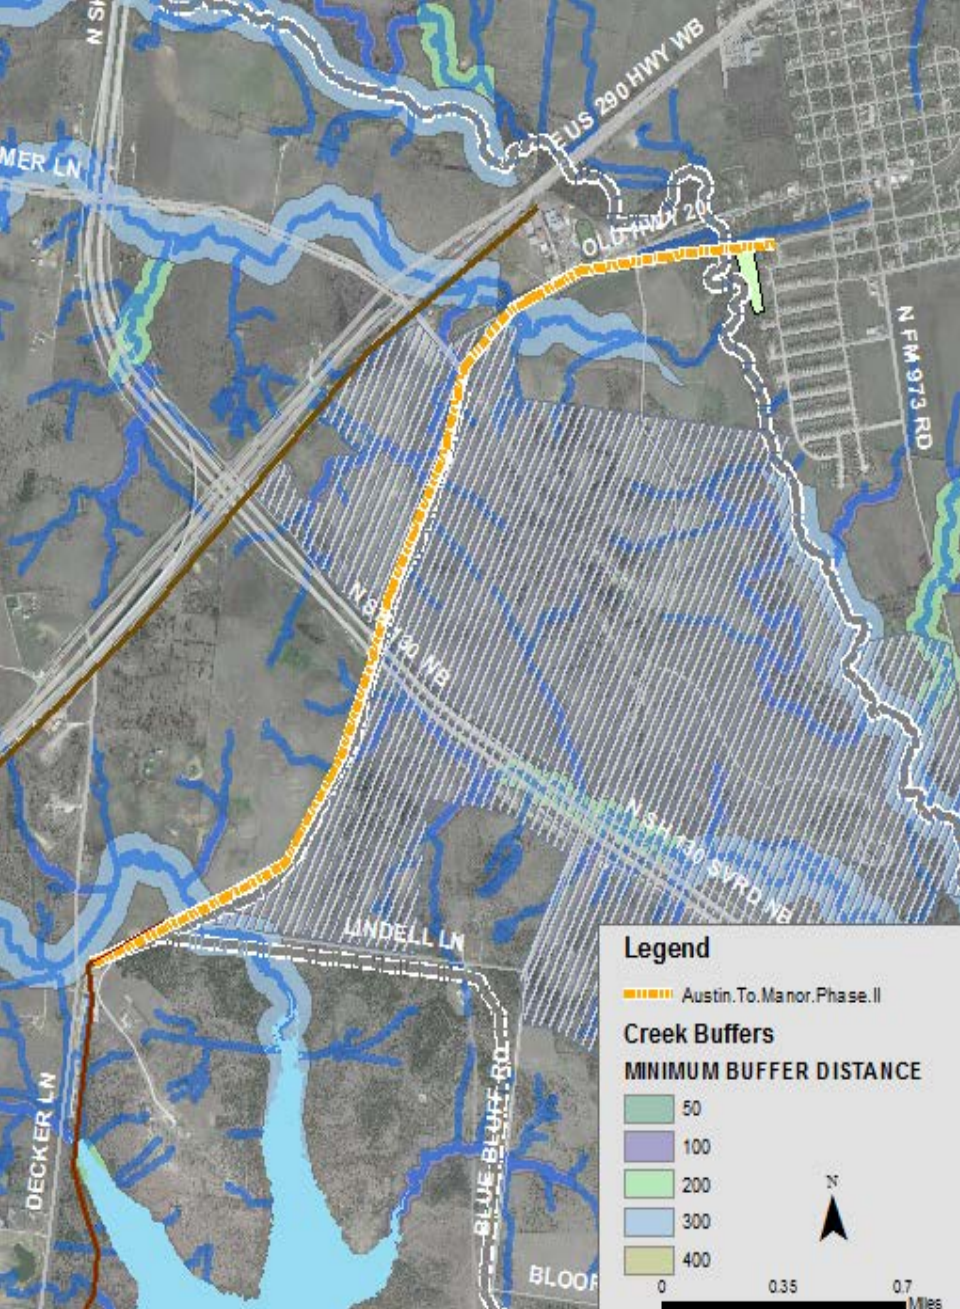 N SH
E US 290 HWY WB
MER LN
OLD HWY 20
N FM 973 RD
N SH 130 NB
N SH 130 SVRD NB
LINDELL LN
DECKER LN
BLUE BLUFF RD
BLOOR
Legend
Austin.To.Manor.Phase.II
Creek Buffers
MINIMUM BUFFER DISTANCE
50
100
200
300
400
N
0 0.35 0.7
Miles